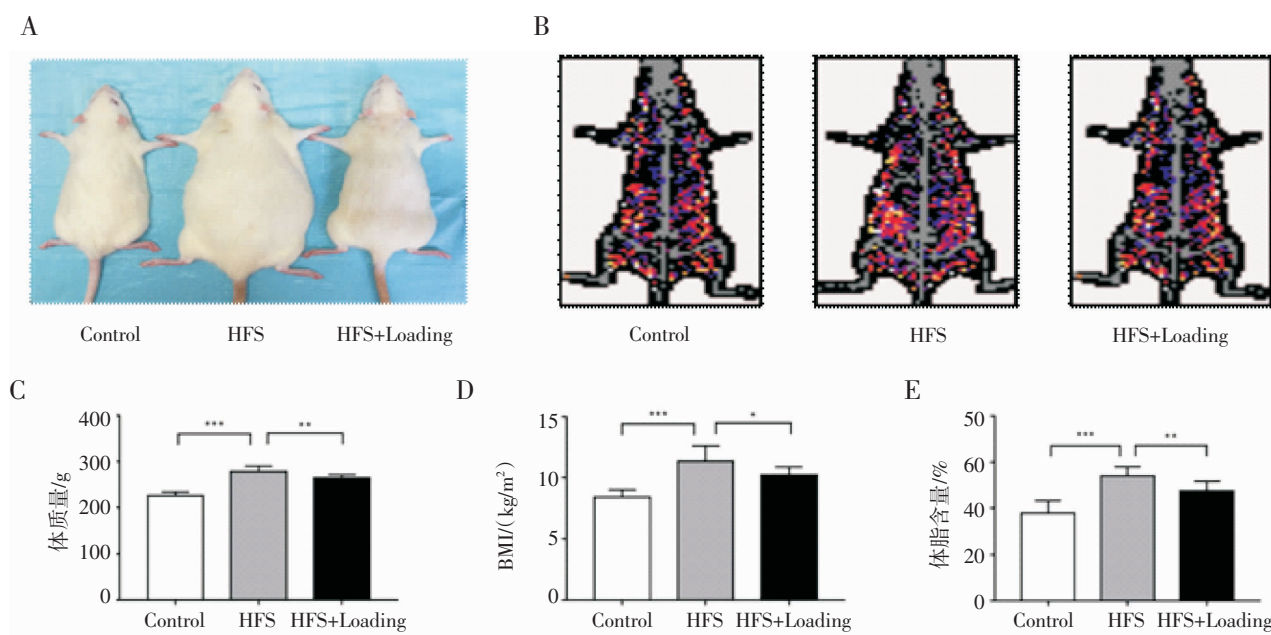 A
B
Control
HFS
HFS+Loading
Control
HFS
HFS+Loading
C
体质量/g
400
300
200
100
0
***
**
Control
HFS
HFS+Loading
D
BMI/(kg/m²)
15
10
5
0
***
*
Control
HFS
HFS+Loading
E
体脂含量/%
50
60
40
20
0
***
**
Control
HFS
HFS+Loading